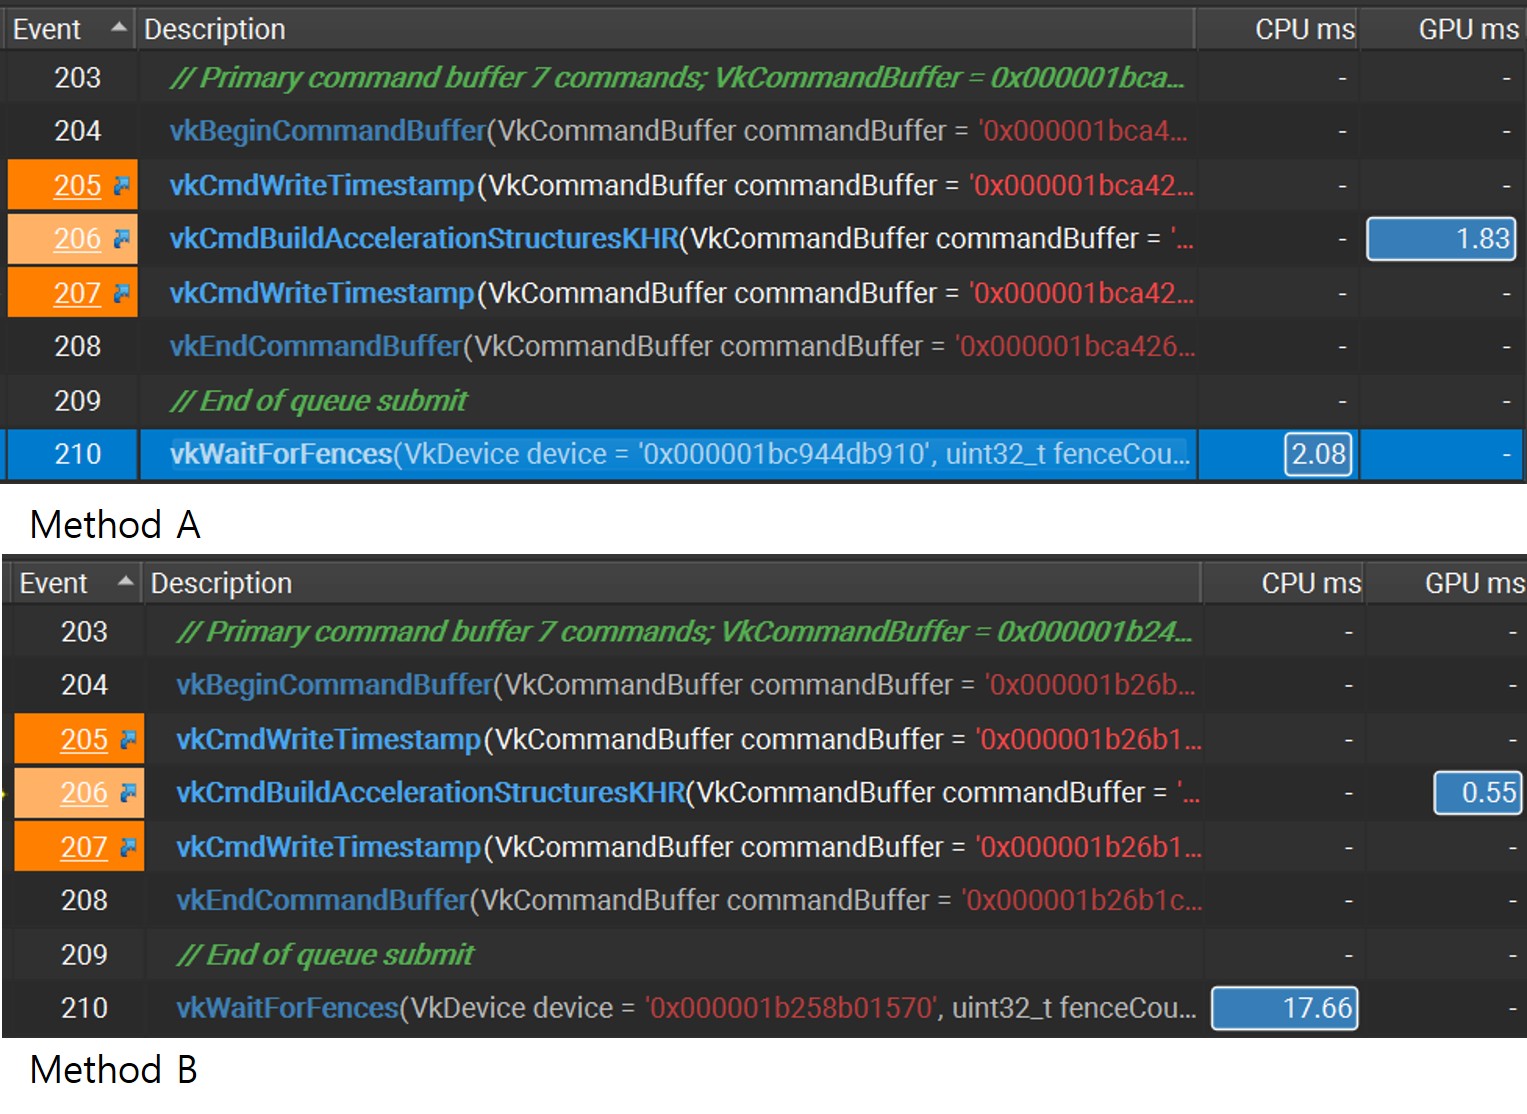 Event Description CPU ms GPU ms
203 // Primary command buffer 7 commands; VkCommandBuffer = 0x000001bca... - -
204 vkBeginCommandBuffer(VkCommandBuffer commandBuffer = '0x000001bca4... - -
205 vkCmdWriteTimestamp(VkCommandBuffer commandBuffer = '0x000001bca42... - -
206 vkCmdBuildAccelerationStructuresKHR(VkCommandBuffer commandBuffer = '... - 1.83
207 vkCmdWriteTimestamp(VkCommandBuffer commandBuffer = '0x000001bca42... - -
208 vkEndCommandBuffer(VkCommandBuffer commandBuffer = '0x000001bca426... - -
209 // End of queue submit - -
210 vkWaitForFences(VkDevice device = '0x000001bc944db910', uint32_t fenceCou... 2.08 -
Method A
Event Description CPU ms GPU ms
203 // Primary command buffer 7 commands; VkCommandBuffer = 0x000001b24... - -
204 vkBeginCommandBuffer(VkCommandBuffer commandBuffer = '0x000001b26b... - -
205 vkCmdWriteTimestamp(VkCommandBuffer commandBuffer = '0x000001b26b1... - -
206 vkCmdBuildAccelerationStructuresKHR(VkCommandBuffer commandBuffer = '... - 0.55
207 vkCmdWriteTimestamp(VkCommandBuffer commandBuffer = '0x000001b26b1... - -
208 vkEndCommandBuffer(VkCommandBuffer commandBuffer = '0x000001b26b1c... - -
209 // End of queue submit - -
210 vkWaitForFences(VkDevice device = '0x000001b258b01570', uint32_t fenceCou... 17.66 -
Method B